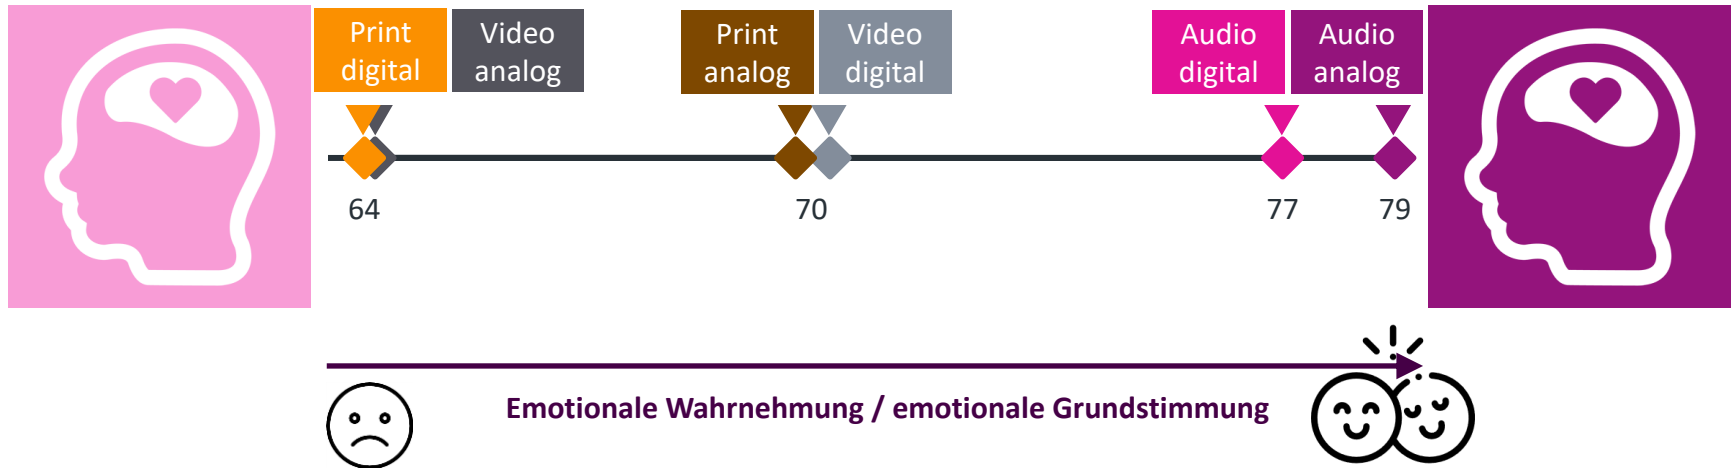 Print
digital
Video
analog
Print
analog
Video
digital
Audio
digital
Audio
analog
64
70
77
79
Emotionale Wahrnehmung / emotionale Grundstimmung